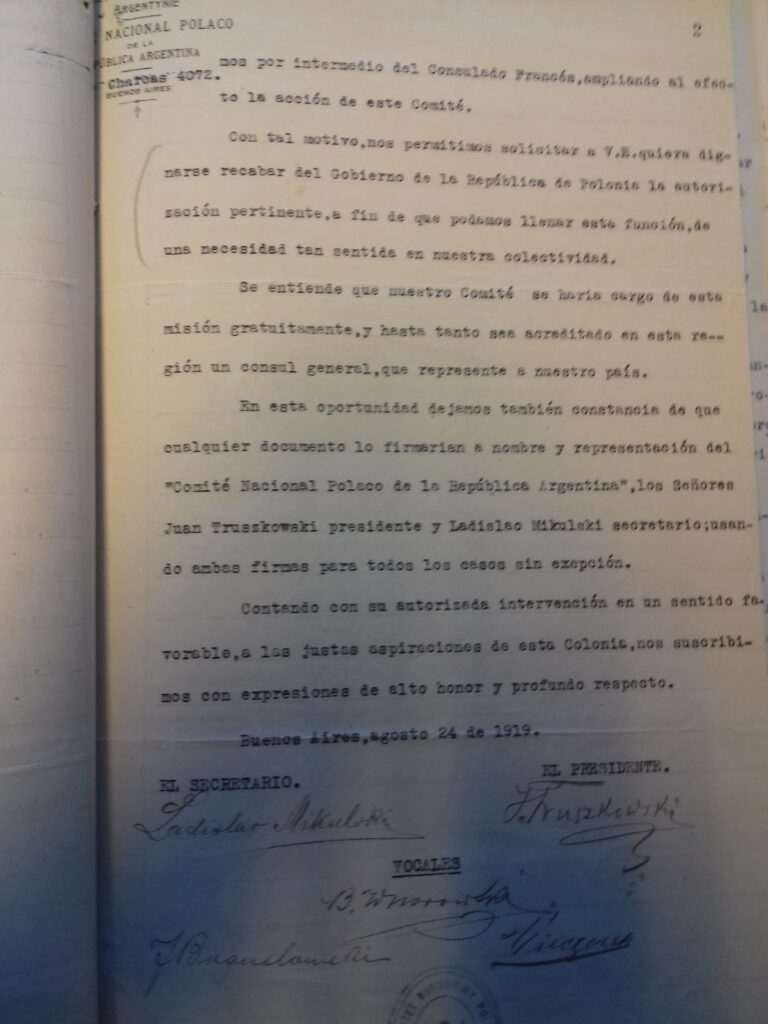 ARGENTYNIE
NACIONAL POLACO
DE LA
PÚBLICA ARGENTINA
Charcas 4072.
BUENOS AIRES
2
mos por intermedio del Consulado Francés,ampliando al efec-
to la acción de este Comité.
Con tal motivo,nos permitimos solicitar a V.E.quiera dig-
narse recabar del Gobierno de la República de Polonia la autori-
zación pertinente,a fin de que podamos llenar esta función,de
una necesidad tan sentida en nuestra colectividad.
Se entiende que nuestro Comité se haria cargo de esta
misión gratuitamente,y hasta tanto sea acreditado en esta re--
gión un consul general,que represente a nuestro país.
En esta oportunidad dejamos también constancia de que
cualquier documento lo firmarian a nombre y representación del
"Comité Nacional Polaco de la República Argentina",los Señores
Juan Truszkowski presidente y Ladislao Mikulski secretario;usan-
do ambas firmas para todos los casos sin exepción.
Contando con su autorizada intervención en un sentido fa-
vorable,a las justas aspiraciones de esta Colonia,nos suscribi-
mos con expresiones de alto honor y profundo respecto.
Buenos Aires,agosto 24 de 1919.
EL SECRETARIO.
EL PRESIDENTE.
Ladislao Mikulski
J. Truszkowski
VOCALES
B. Wnorowski
J Boguslawski